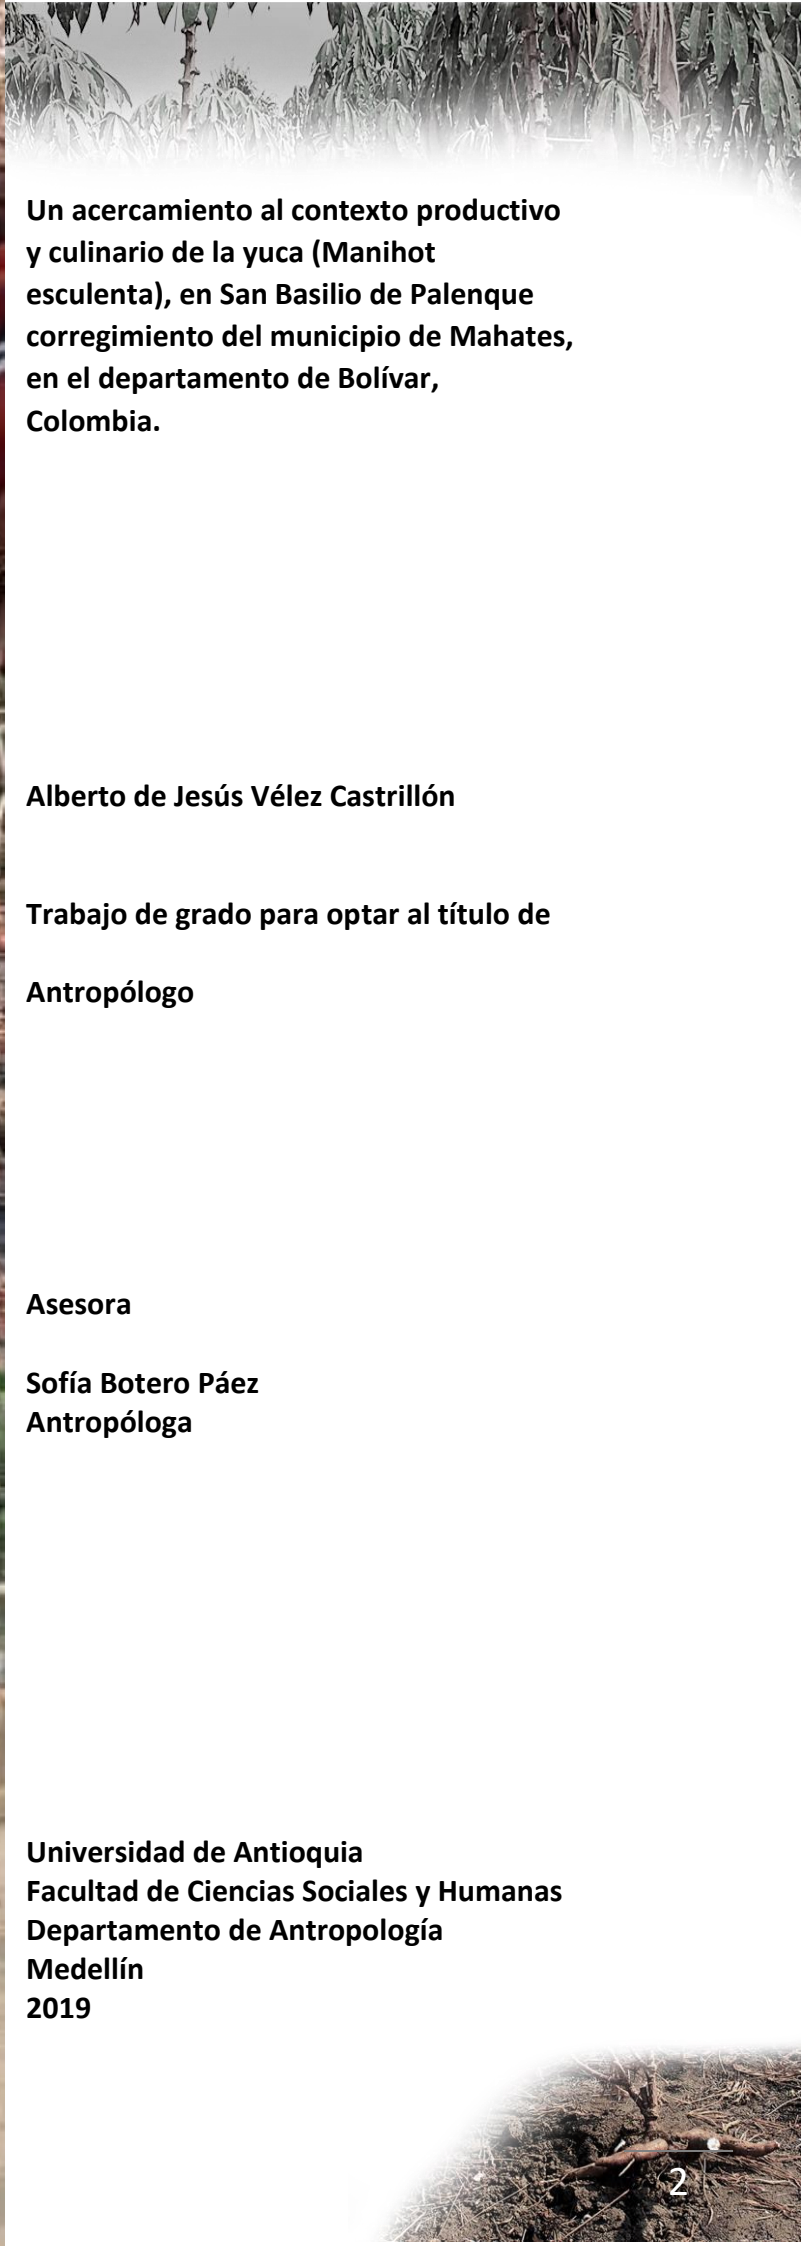 Un acercamiento al contexto productivo
y culinario de la yuca (Manihot
esculenta), en San Basilio de Palenque
corregimiento del municipio de Mahates,
en el departamento de Bolívar,
Colombia.
Alberto de Jesús Vélez Castrillón
Trabajo de grado para optar al título de
Antropólogo
Asesora
Sofía Botero Páez
Antropóloga
Universidad de Antioquia
Facultad de Ciencias Sociales y Humanas
Departamento de Antropología
Medellín
2019
2